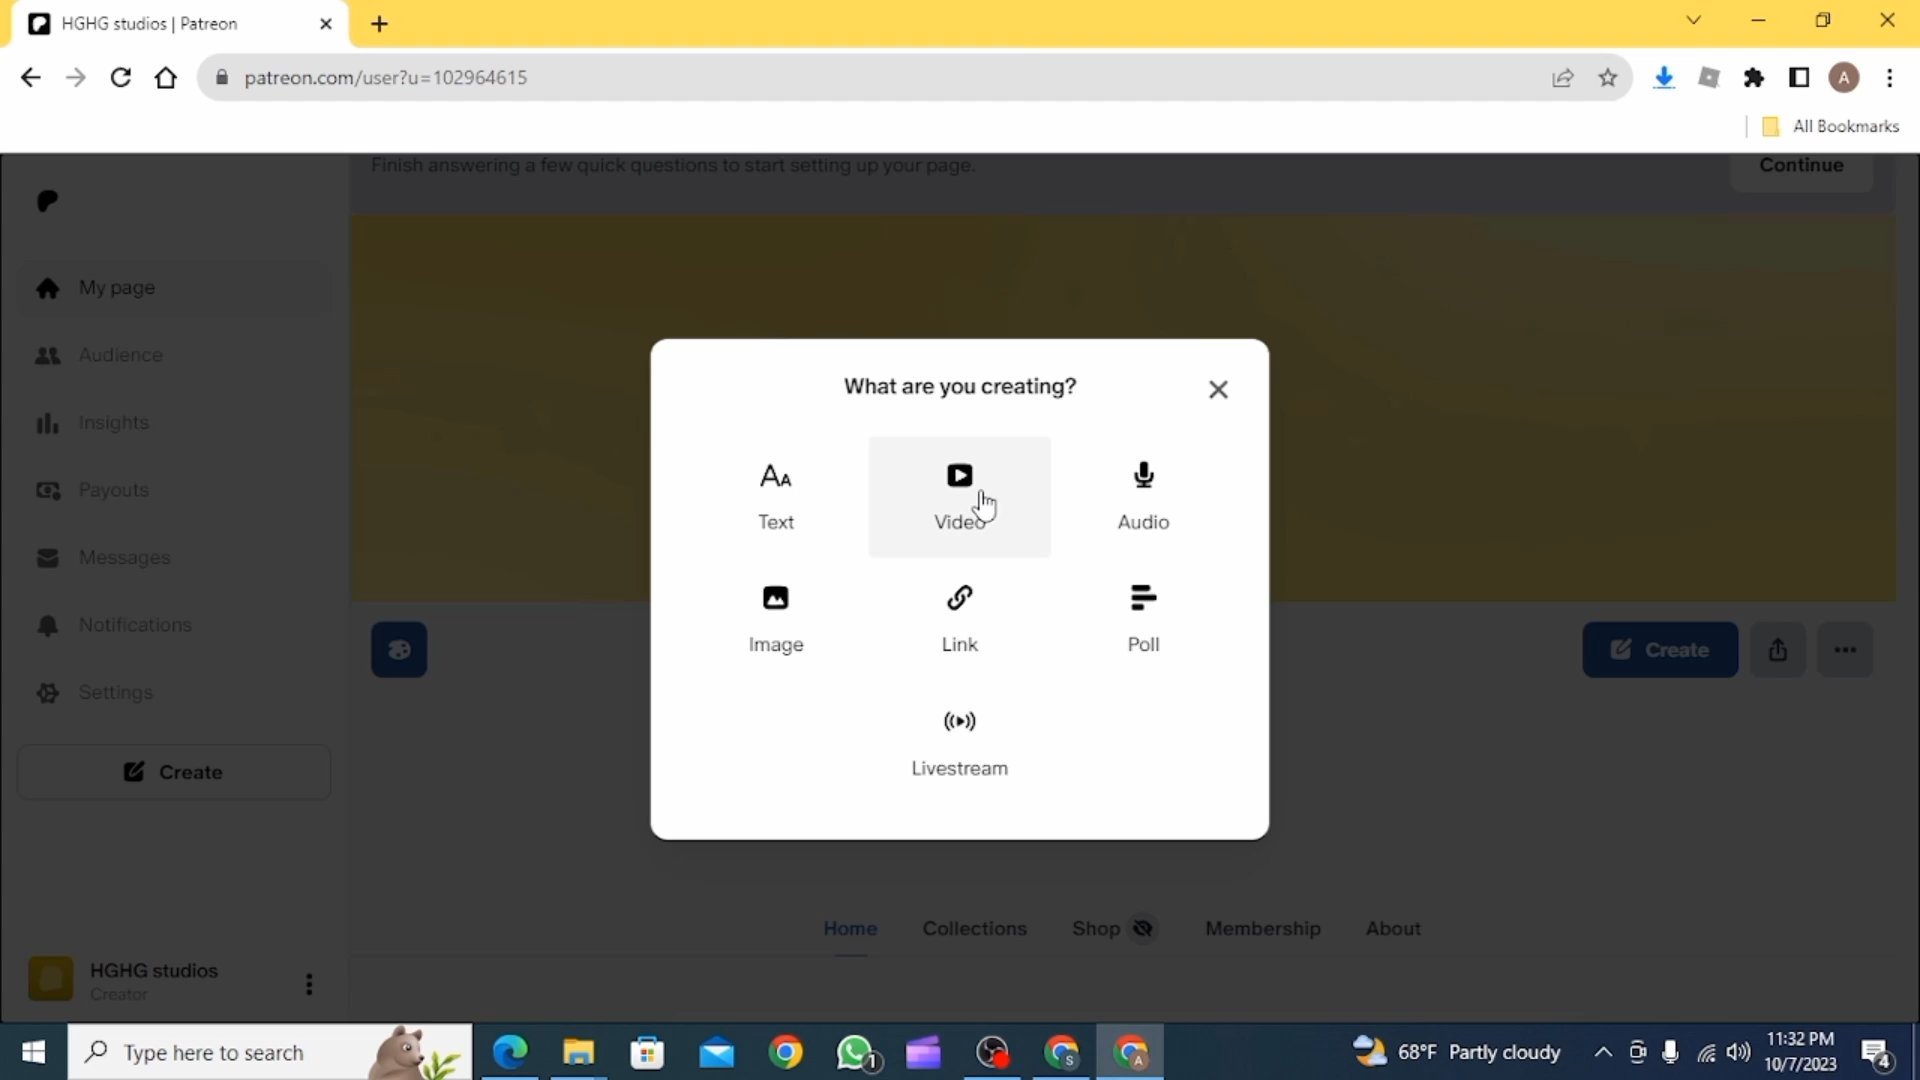 HGHG studios | Patreon
patreon.com/user?u=102964615
A
All Bookmarks
Finish answering a few quick questions to start setting up your page.
Continue
My page
Audience
Insights
Payouts
Messages
Notifications
Settings
Create
HGHG studios
Creator
What are you creating?
Text
Video
Audio
Image
Link
Poll
Livestream
Create
Home
Collections
Shop
Membership
About
Type here to search
1
S
A
68°F Partly cloudy
11:32 PM
10/7/2023
4